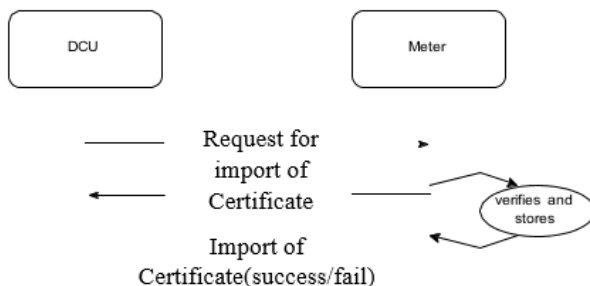 DCU
Meter
Request for
import of
Certificate
verifies and
stores
Import of
Certificate(success/fail)